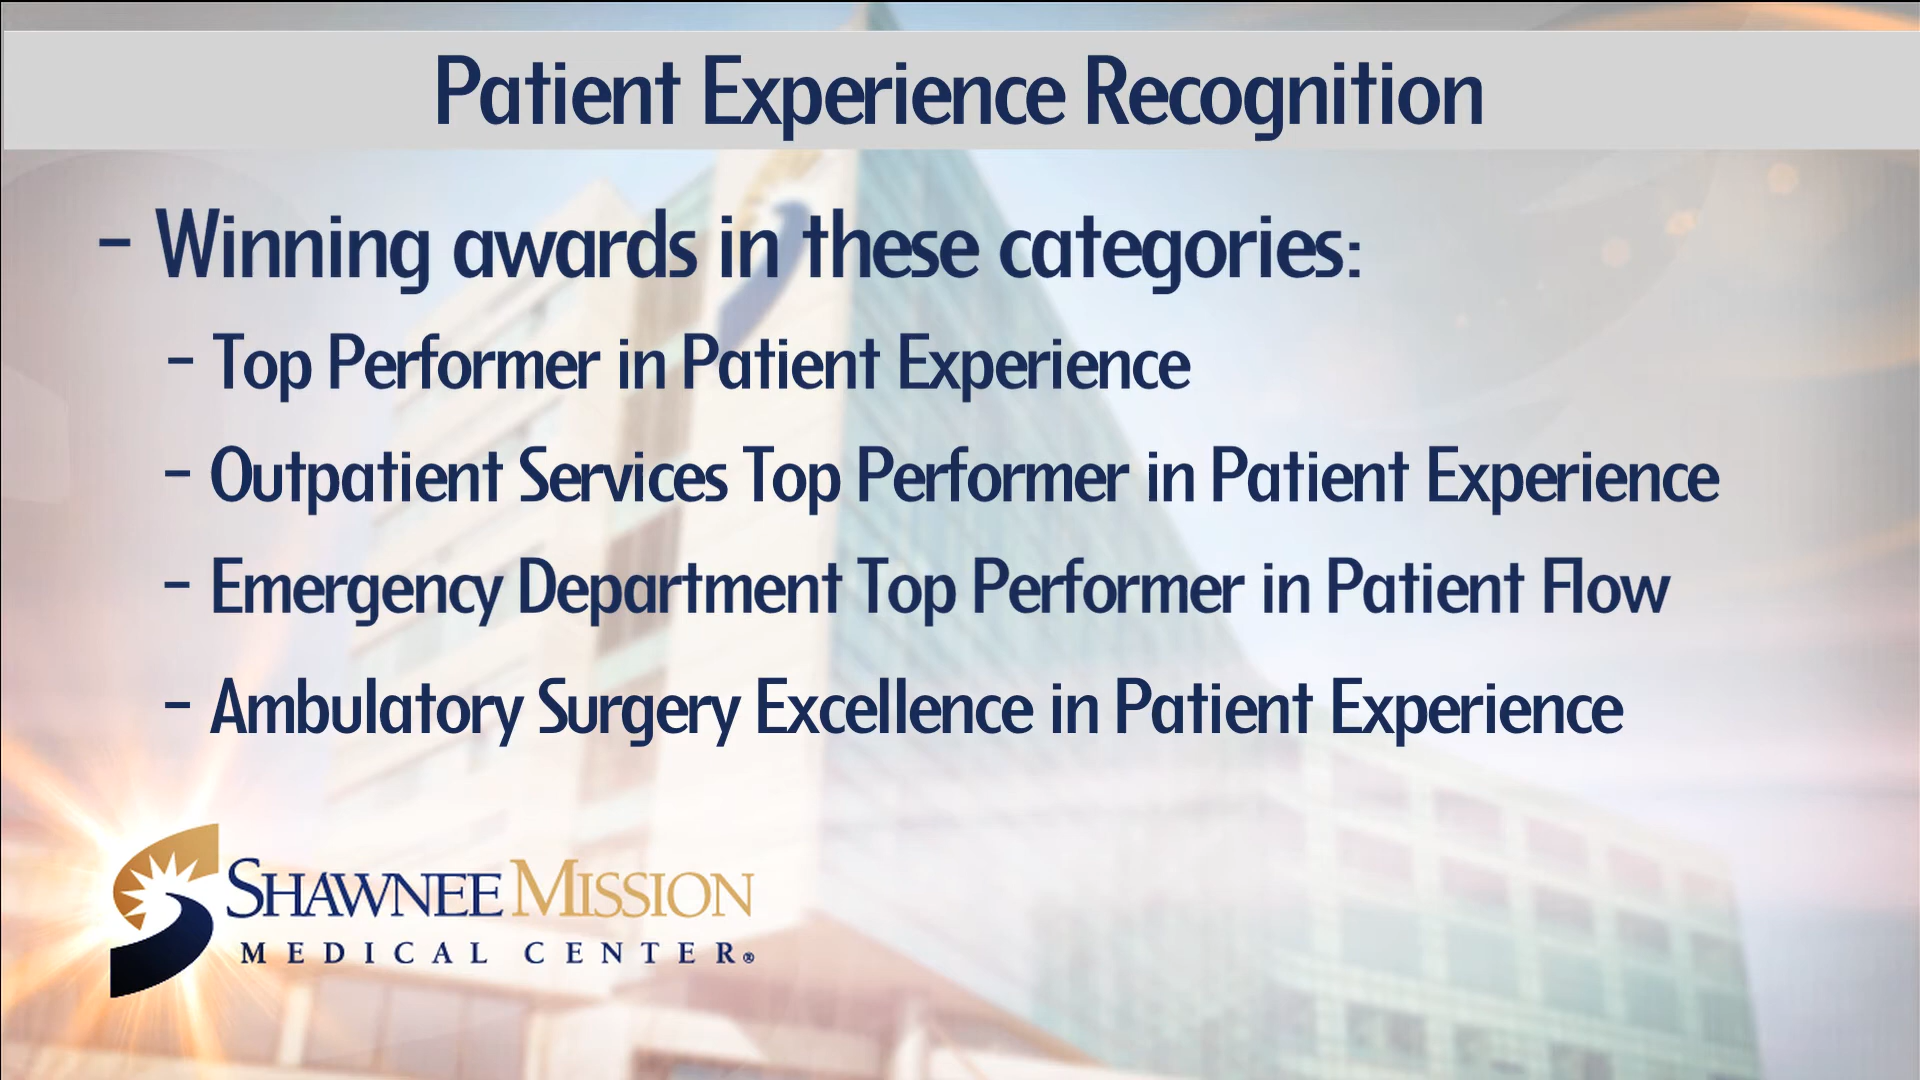 Patient Experience Recognition
- Winning awards in these categories:
- Top Performer in Patient Experience
- Outpatient Services Top Performer in Patient Experience
- Emergency Department Top Performer in Patient Flow
- Ambulatory Surgery Excellence in Patient Experience
SHAWNEE MISSION
MEDICAL CENTER®